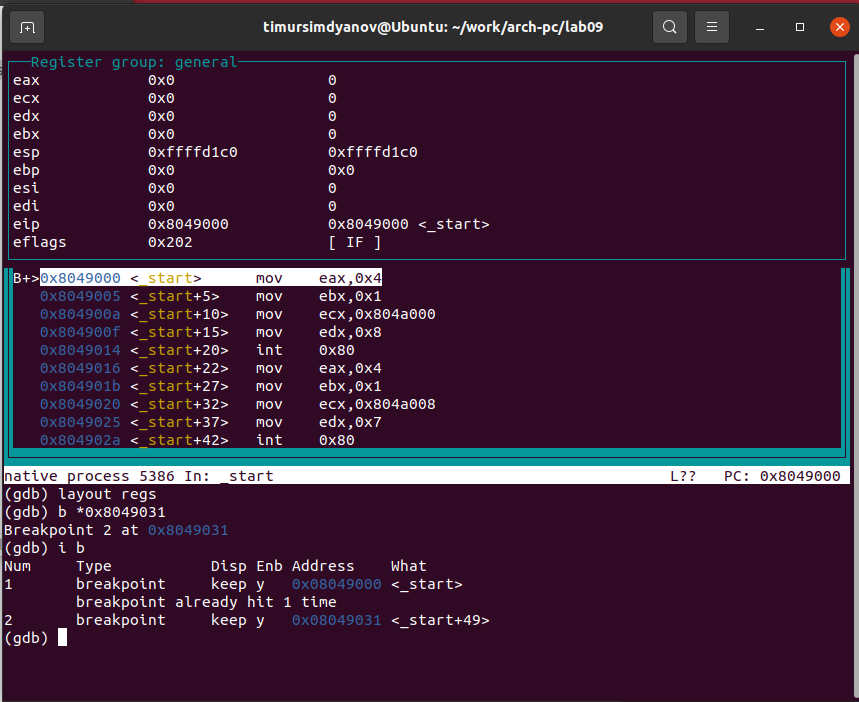 timursimdyanov@Ubuntu: ~/work/arch-pc/lab09
Register group: general
eax 0x0 0
ecx 0x0 0
edx 0x0 0
ebx 0x0 0
esp 0xffffd1c0 0xffffd1c0
ebp 0x0 0x0
esi 0x0 0
edi 0x0 0
eip 0x8049000 0x8049000 <_start>
eflags 0x202 [ IF ]
B+>0x8049000 <_start> mov eax,0x4
0x8049005 <_start+5> mov ebx,0x1
0x804900a <_start+10> mov ecx,0x804a000
0x804900f <_start+15> mov edx,0x8
0x8049014 <_start+20> int 0x80
0x8049016 <_start+22> mov eax,0x4
0x804901b <_start+27> mov ebx,0x1
0x8049020 <_start+32> mov ecx,0x804a008
0x8049025 <_start+37> mov edx,0x7
0x804902a <_start+42> int 0x80
native process 5386 In: _start L?? PC: 0x8049000
(gdb) layout regs
(gdb) b *0x8049031
Breakpoint 2 at 0x8049031
(gdb) i b
Num Type Disp Enb Address What
1 breakpoint keep y 0x08049000 <_start>
breakpoint already hit 1 time
2 breakpoint keep y 0x08049031 <_start+49>
(gdb)